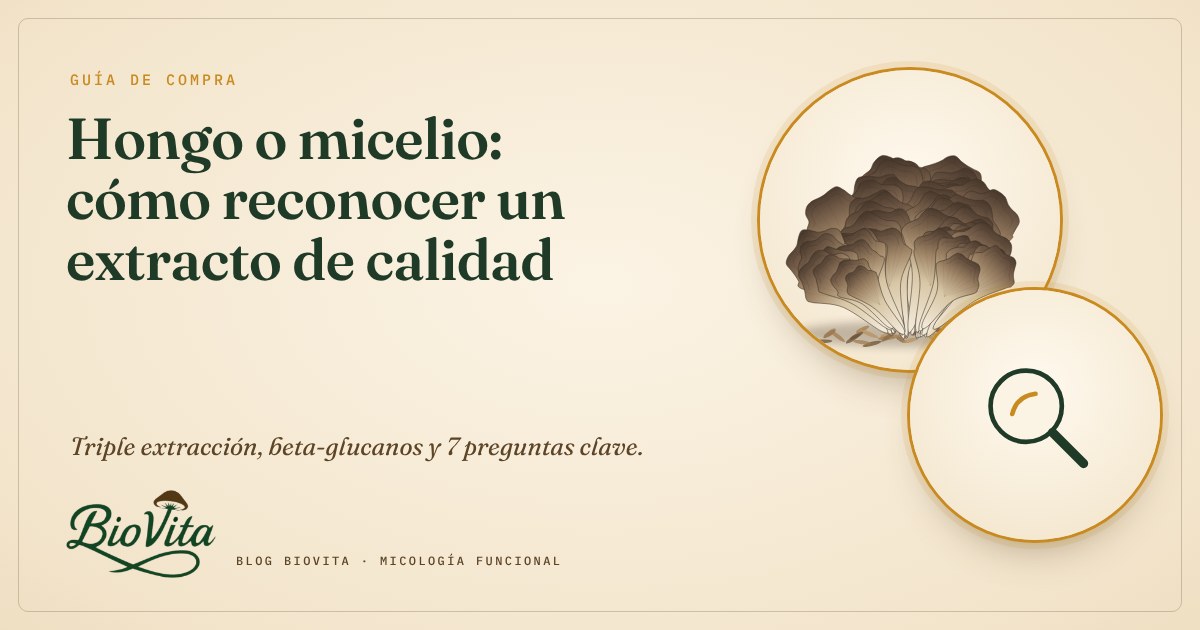 GUÍA DE COMPRA
Hongo o micelio:
cómo reconocer un
extracto de calidad
Triple extracción, beta-glucanos y 7 preguntas clave.
BioVita
BLOG BIOVITA · MICOLOGÍA FUNCIONAL